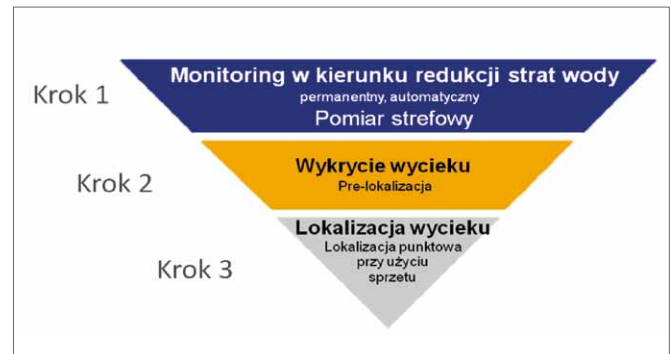 Krok 1
Monitoring w kierunku redukcji strat wody
permanentny, automatyczny
Pomiar strefowy
Krok 2
Wykrycie wycieku
Pre-lokalizacja
Krok 3
Lokalizacja wycieku
Lokalizacja punktowa
przy użyciu
sprzetu